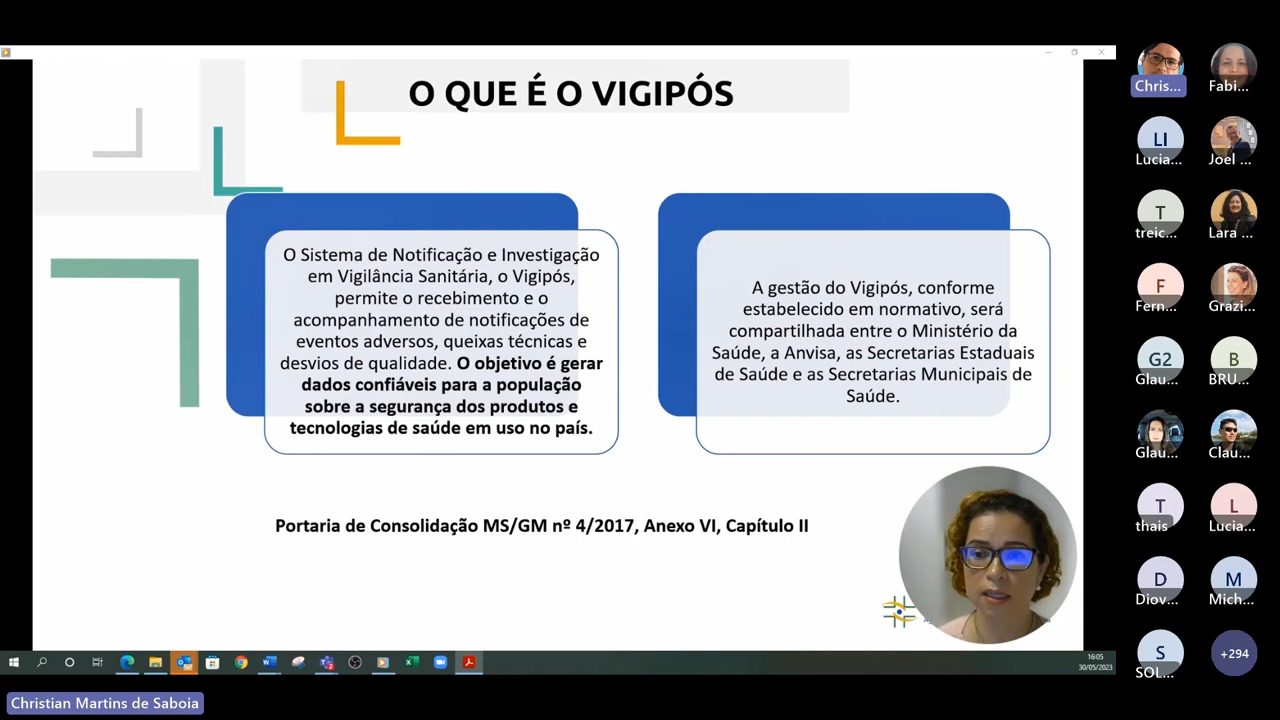 O QUE É O VIGIPÓS
O Sistema de Notificação e Investigação
em Vigilância Sanitária, o Vigipós,
permite o recebimento e o
acompanhamento de notificações de
eventos adversos, queixas técnicas e
desvios de qualidade. O objetivo é gerar
dados confiáveis para a população
sobre a segurança dos produtos e
tecnologias de saúde em uso no país.
A gestão do Vigipós, conforme
estabelecido em normativo, será
compartilhada entre o Ministério da
Saúde, a Anvisa, as Secretarias Estaduais
de Saúde e as Secretarias Municipais de
Saúde.
Portaria de Consolidação MS/GM nº 4/2017, Anexo VI, Capítulo II
16:05
30/05/2023
Christian Martins de Saboia
Chris...
Fabi...
LI
Lucia...
Joel ...
T
treic...
Lara ...
F
Fern...
Grazi...
G2
Glau...
B
BRU...
Glau...
Clau...
T
thais
L
Lucia...
D
Diov...
M
Mich...
S
SOL...
+294